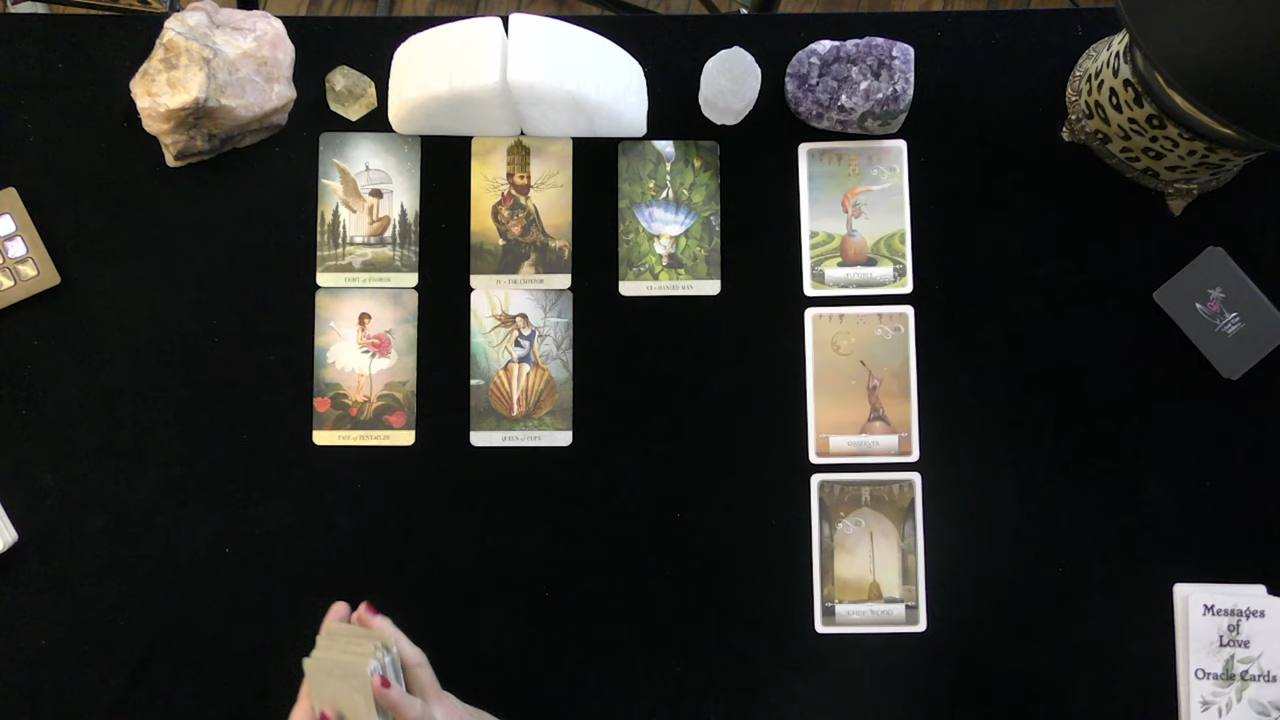 EIGHT of SWORDS
IV • THE EMPEROR
XII • HANGED MAN
PAGE of PENTACLES
QUEEN of CUPS
OBSERVER
Messages
of
Love
Oracle Cards